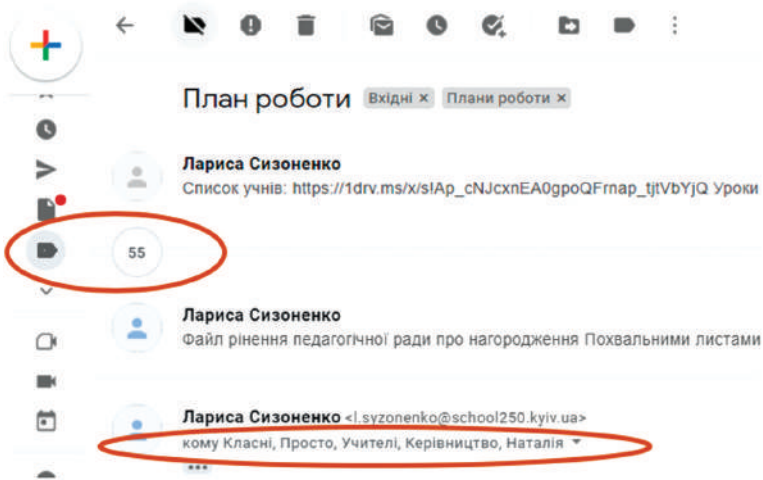 План роботи Вхідні × Плани роботи ×
Лариса Сизоненко
Список учнів: https://1drv.ms/x/s!Ap_cNJcxnEA0gpoQFrnap_tjtVbYjQ Уроки
55
Лариса Сизоненко
Файл рінення педагогічної ради про нагородження Похвальними листами
Лариса Сизоненко <l.syzonenko@school250.kyiv.ua>
кому Класні, Просто, Учителі, Керівництво, Наталія